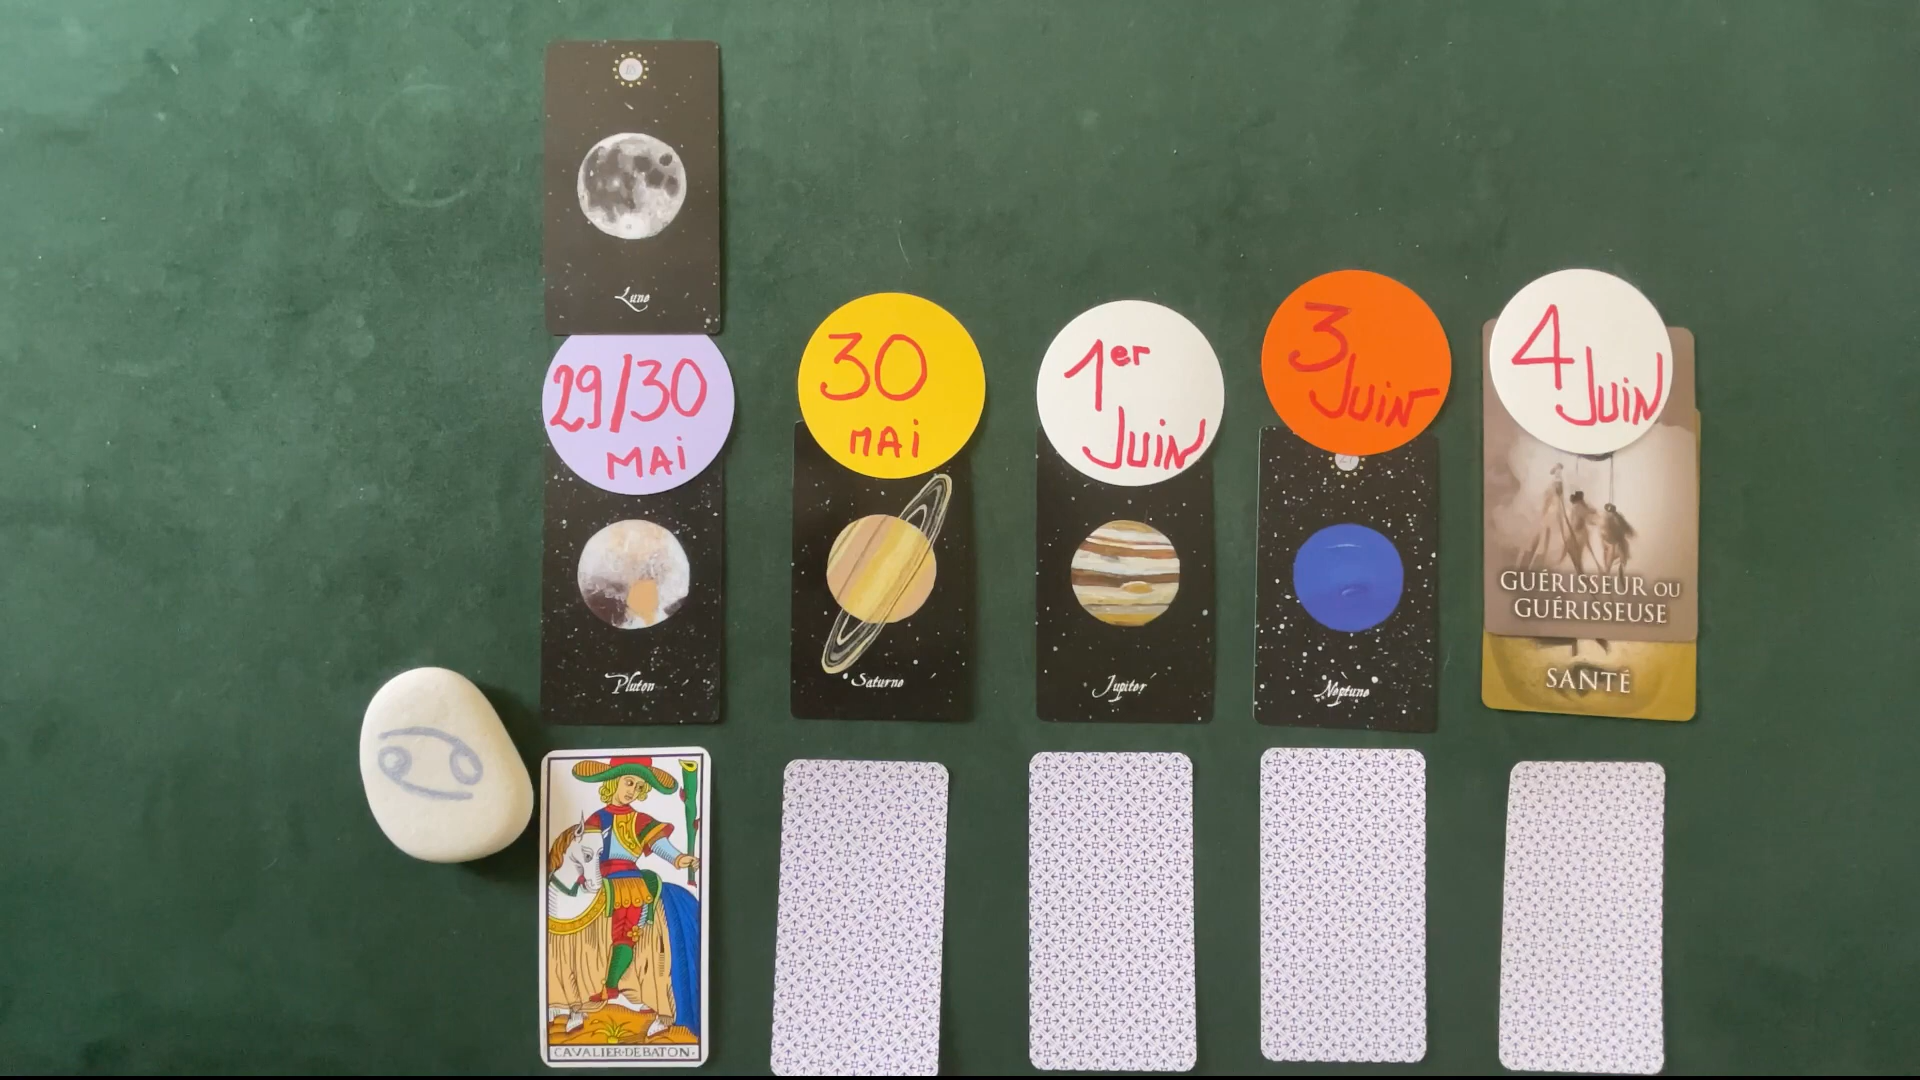 18
Lune
29/30
MAi
Pluton
CAVALIER·DE·BATON·
30
MAi
Saturne
1er
Juin
Jupiter
3
Juin
Neptune
4
Juin
GUÉRISSEUR OU
GUÉRISSEUSE
SANTÉ